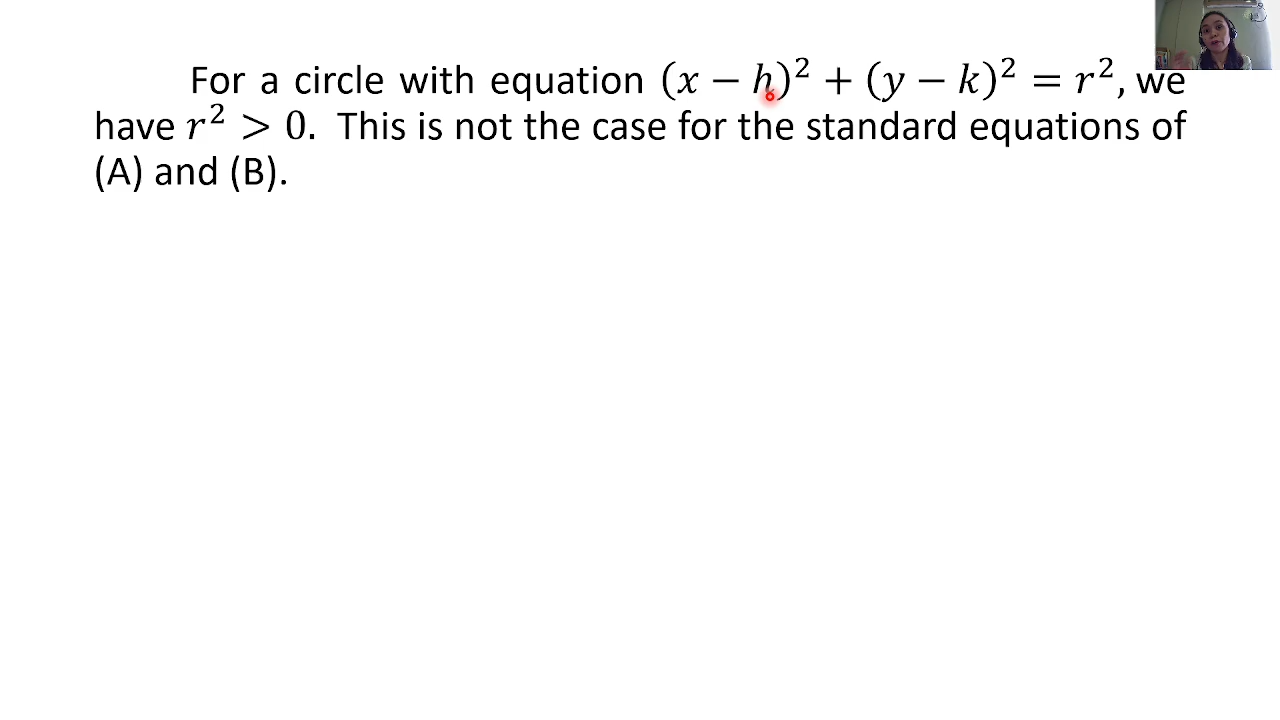 For a circle with equation (𝑥 − ℎ)² + (𝑦 − 𝑘)² = 𝑟², we
have 𝑟² > 0. This is not the case for the standard equations of
(A) and (B).